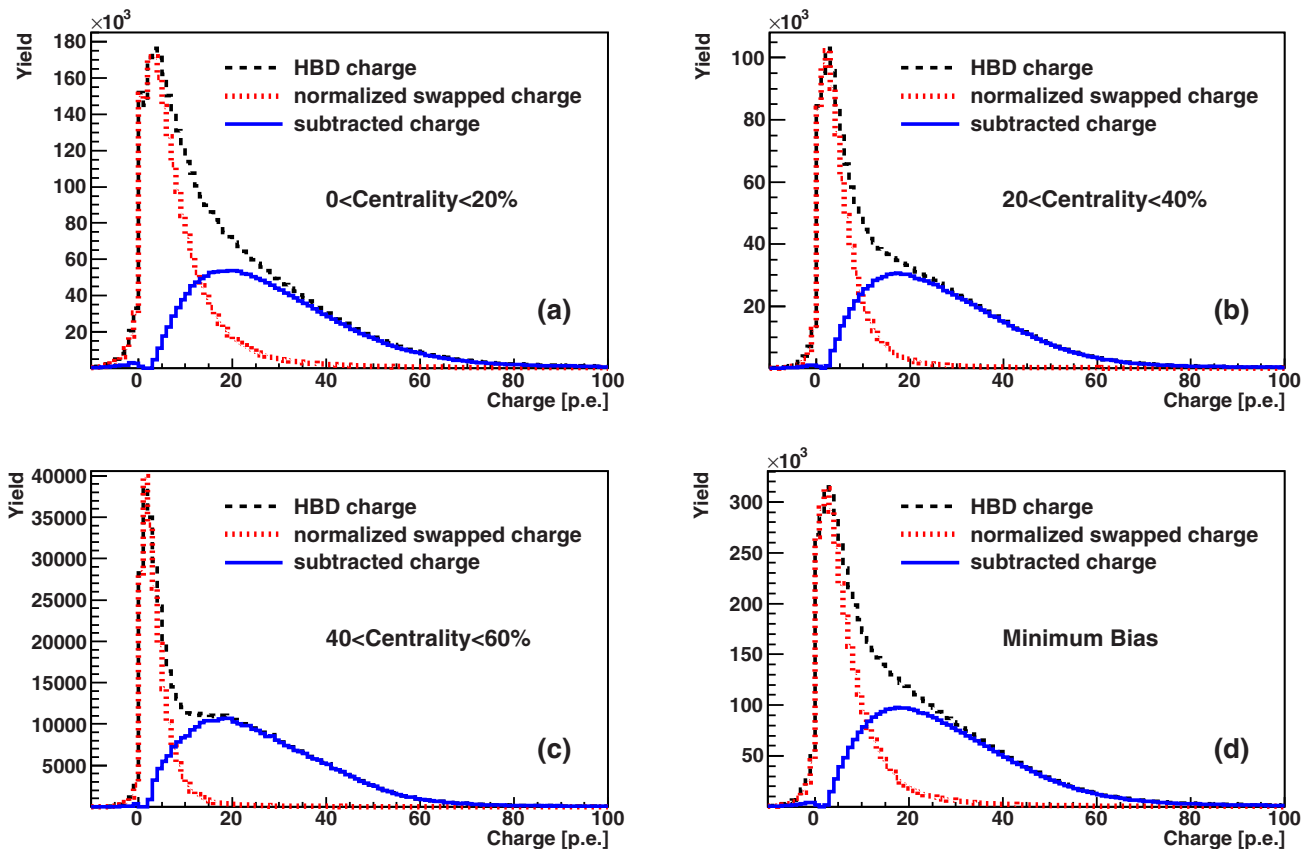 ×10³
Yield
180
160
140
120
100
80
60
40
20
0 20 40 60 80 100
Charge [p.e.]
HBD charge
normalized swapped charge
subtracted charge
0<Centrality<20%
(a)
×10³
Yield
100
80
60
40
20
0 20 40 60 80 100
Charge [p.e.]
HBD charge
normalized swapped charge
subtracted charge
20<Centrality<40%
(b)
Yield
40000
35000
30000
25000
20000
15000
10000
5000
0 20 40 60 80 100
Charge [p.e.]
HBD charge
normalized swapped charge
subtracted charge
40<Centrality<60%
(c)
×10³
Yield
300
250
200
150
100
50
0 20 40 60 80 100
Charge [p.e.]
HBD charge
normalized swapped charge
subtracted charge
Minimum Bias
(d)